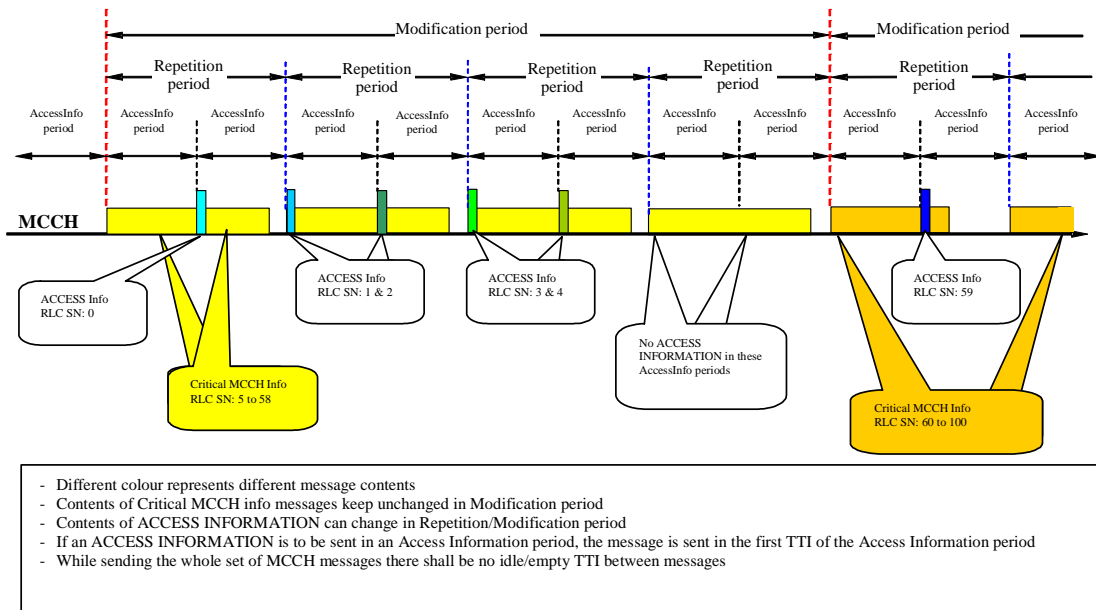 Modification period
Modification period
Repetition
period
Repetition
period
Repetition
period
Repetition
period
Repetition
period
AccessInfo
period
AccessInfo
period
AccessInfo
period
AccessInfo
period
AccessInfo
period
AccessInfo
period
AccessInfo
period
AccessInfo
period
AccessInfo
period
AccessInfo
period
AccessInfo
period
AccessInfo
period
MCCH
ACCESS Info
RLC SN: 0
ACCESS Info
RLC SN: 1 & 2
ACCESS Info
RLC SN: 3 & 4
No ACCESS
INFORMATION in these
AccessInfo periods
ACCESS Info
RLC SN: 59
Critical MCCH Info
RLC SN: 5 to 58
Critical MCCH Info
RLC SN: 60 to 100
- Different colour represents different message contents
- Contents of Critical MCCH info messages keep unchanged in Modification period
- Contents of ACCESS INFORMATION can change in Repetition/Modification period
- If an ACCESS INFORMATION is to be sent in an Access Information period, the message is sent in the first TTI of the Access Information period
- While sending the whole set of MCCH messages there shall be no idle/empty TTI between messages